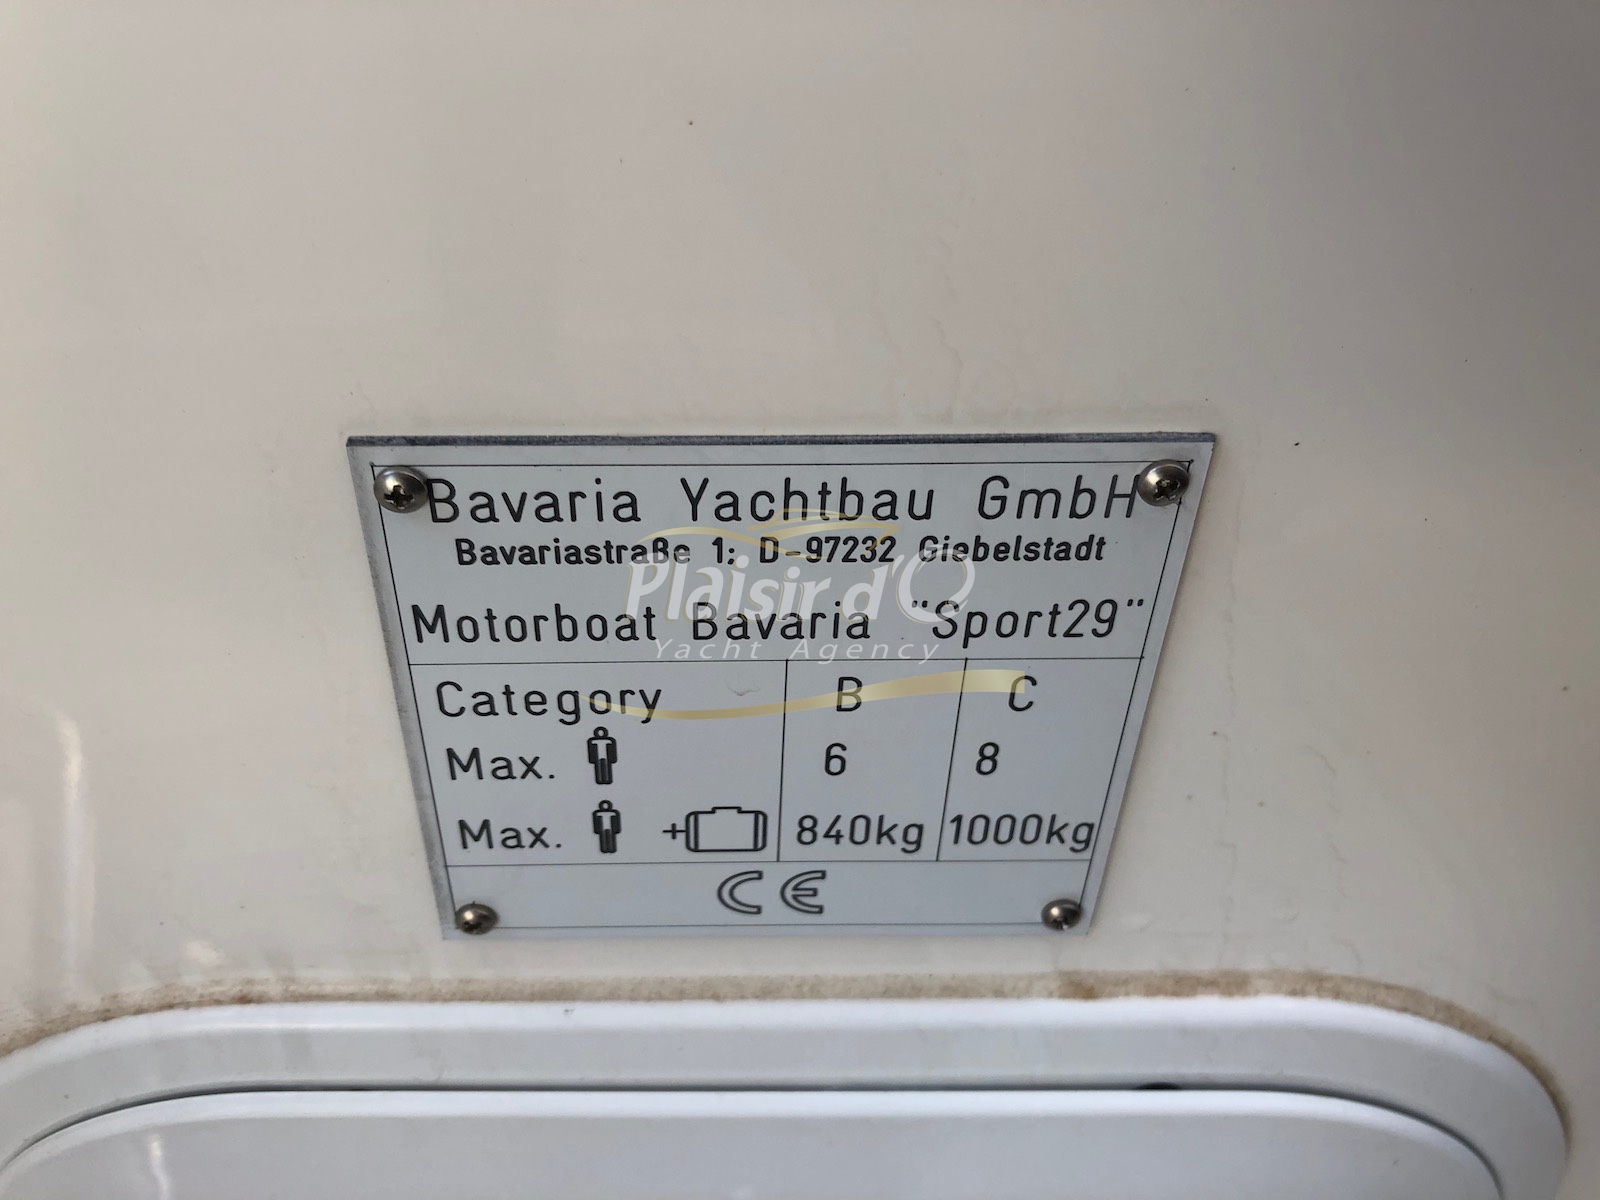 Bavaria Yachtbau GmbH
Bavariastraße 1; D-97232 Giebelstadt
Plaisir d'O
Motorboat Bavaria "Sport29"
Yacht Agency
Category B C
Max. 6 8
Max. + 840kg 1000kg
CE